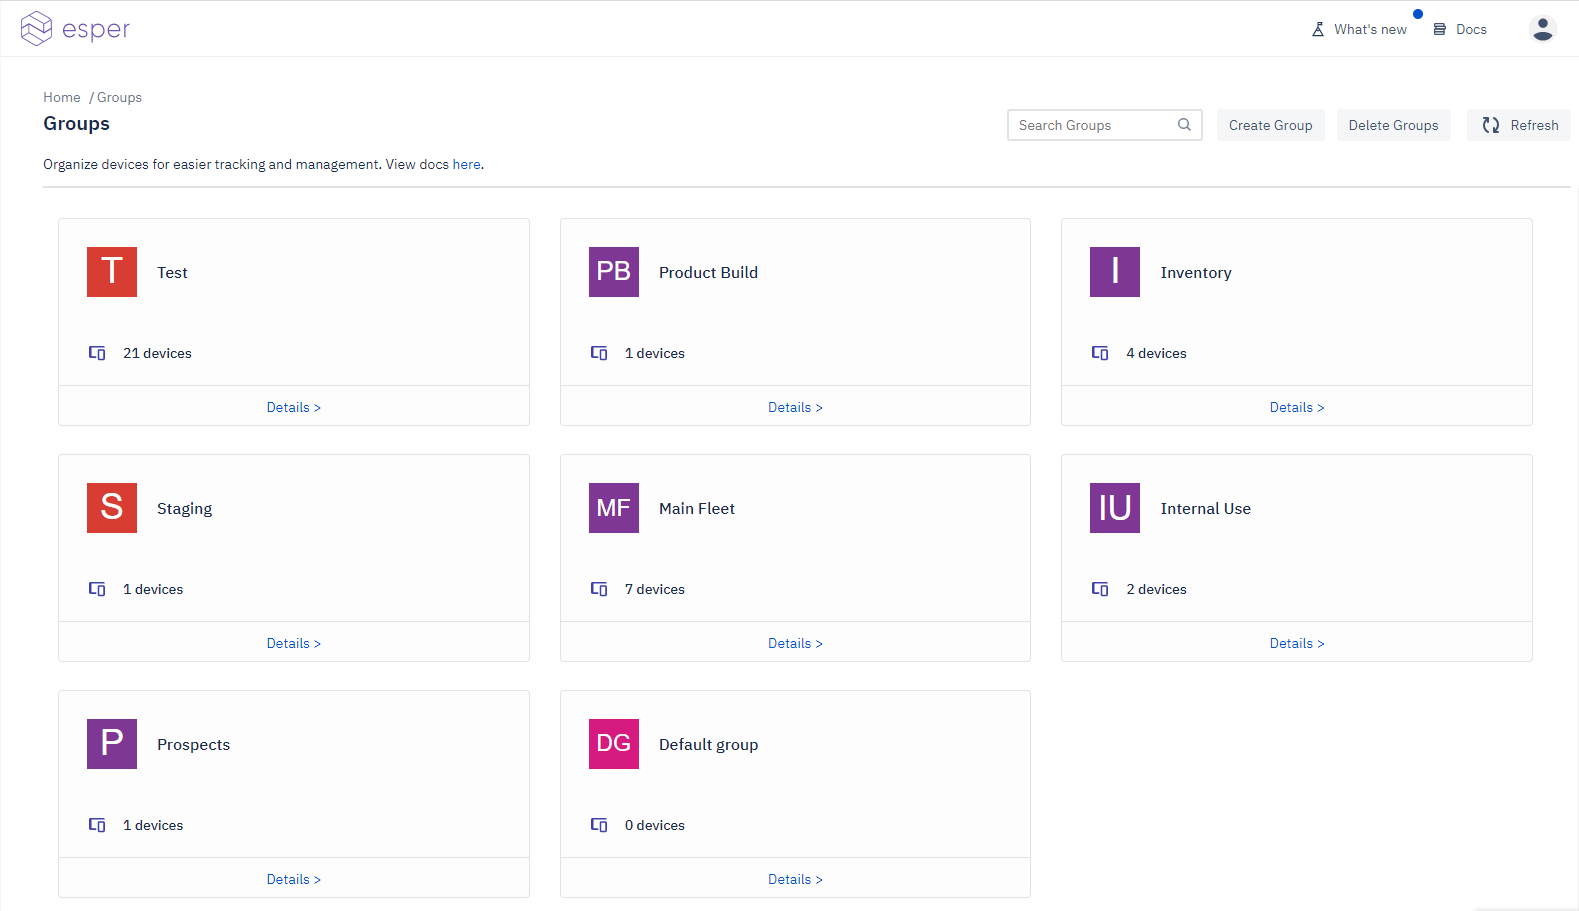 esper
What's new
Docs
Home / Groups
Groups
Search Groups
Create Group
Delete Groups
Refresh
Organize devices for easier tracking and management. View docs here.
T
Test
21 devices
Details >
PB
Product Build
1 devices
Details >
I
Inventory
4 devices
Details >
S
Staging
1 devices
Details >
MF
Main Fleet
7 devices
Details >
IU
Internal Use
2 devices
Details >
P
Prospects
1 devices
Details >
DG
Default group
0 devices
Details >